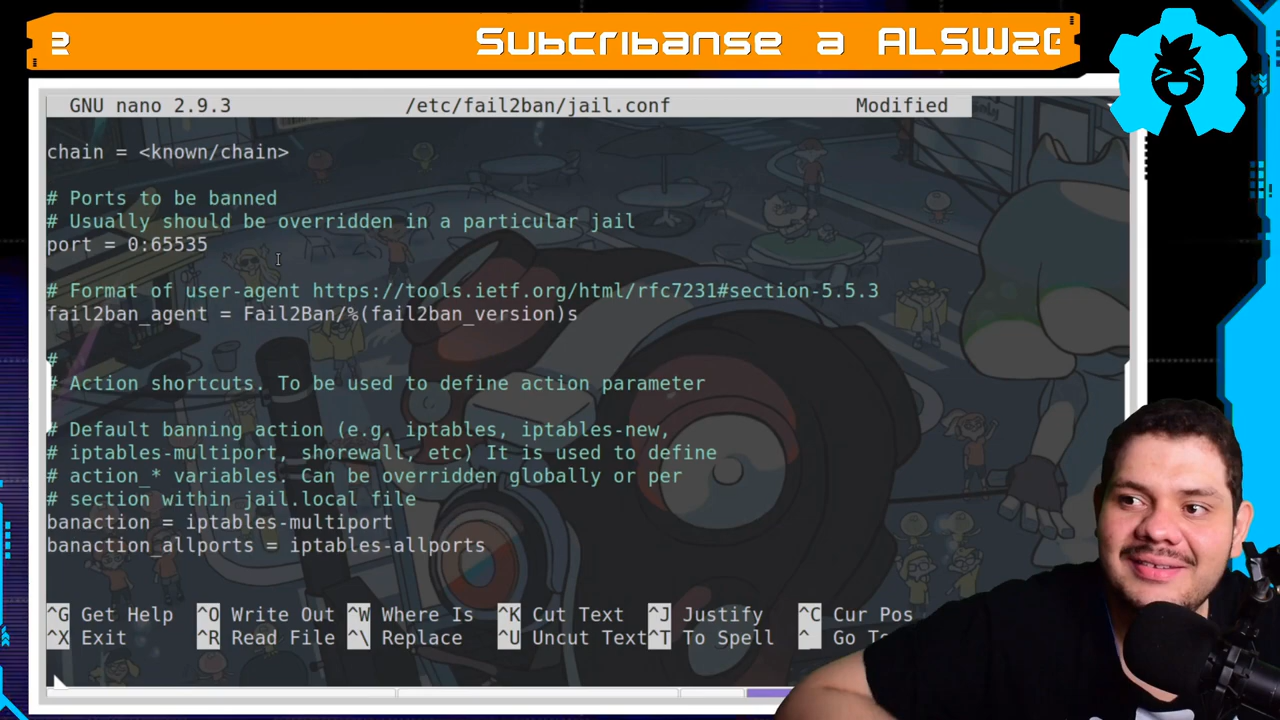 2 Subcribanse a ALSW2
GNU nano 2.9.3 /etc/fail2ban/jail.conf Modified
chain = <known/chain>
# Ports to be banned
# Usually should be overridden in a particular jail
port = 0:65535
# Format of user-agent https://tools.ietf.org/html/rfc7231#section-5.5.3
fail2ban_agent = Fail2Ban/%(fail2ban_version)s
#
# Action shortcuts. To be used to define action parameter
# Default banning action (e.g. iptables, iptables-new,
# iptables-multiport, shorewall, etc) It is used to define
# action_* variables. Can be overridden globally or per
# section within jail.local file
banaction = iptables-multiport
banaction_allports = iptables-allports
^G Get Help ^O Write Out ^W Where Is ^K Cut Text ^J Justify ^C Cur Pos
^X Exit ^R Read File ^\ Replace ^U Uncut Text ^T To Spell ^_ Go To